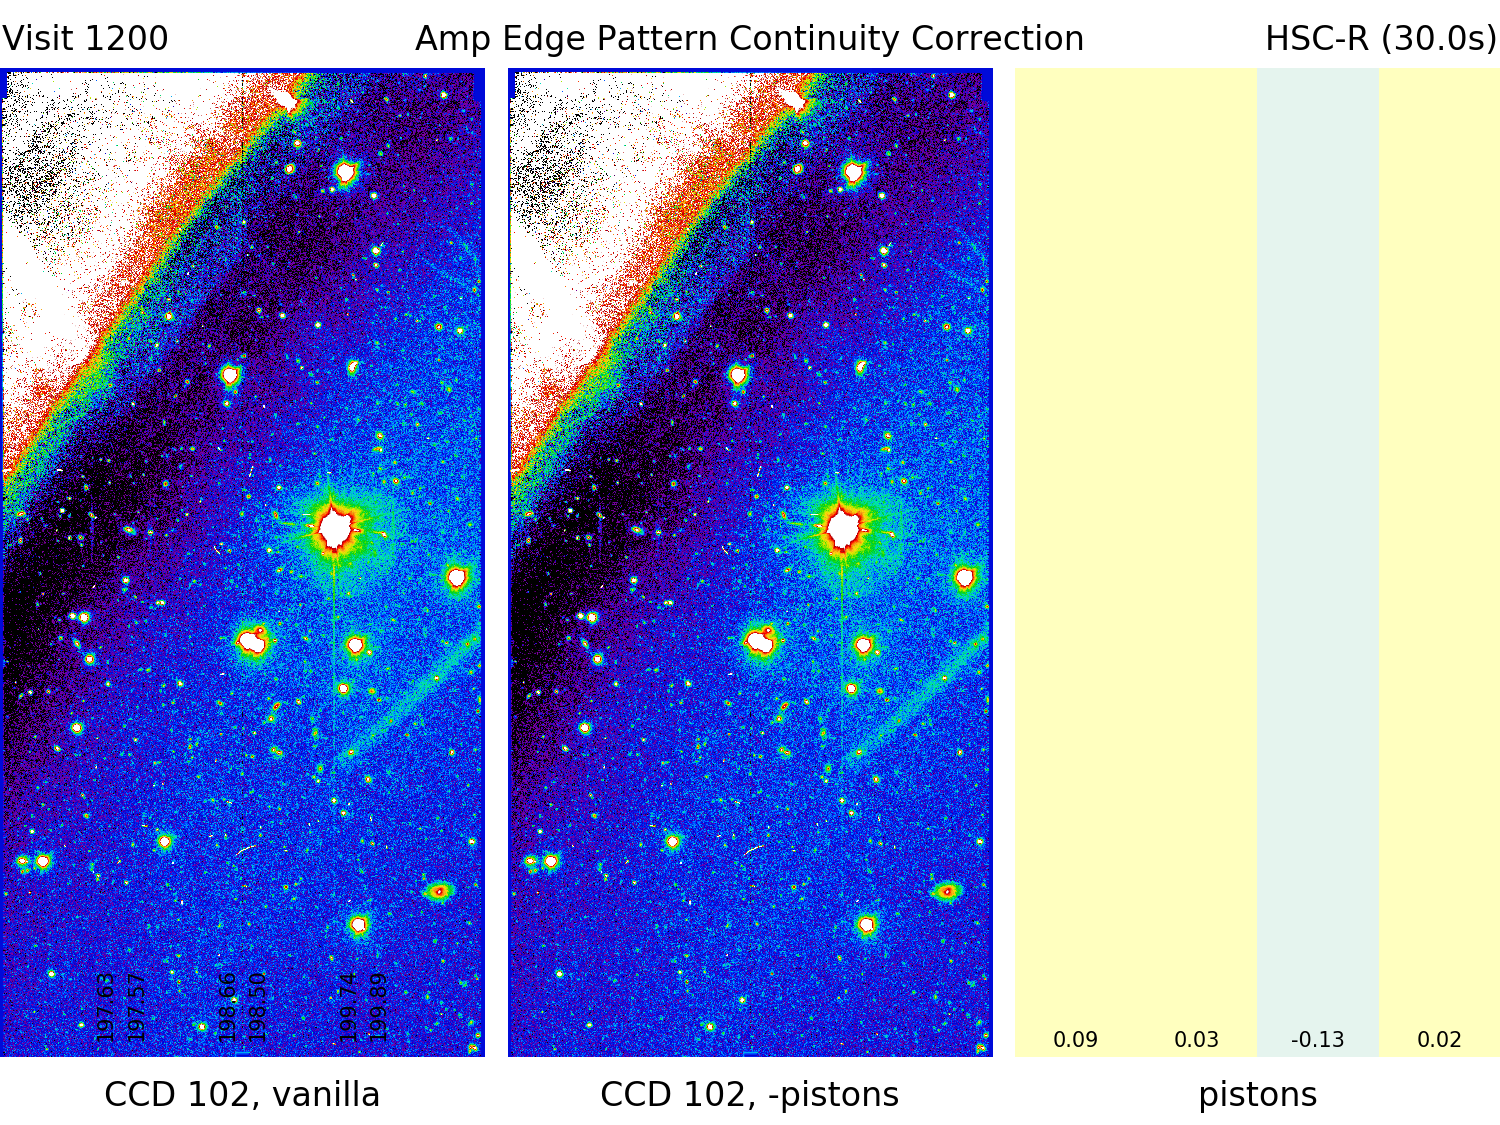 Visit 1200
Amp Edge Pattern Continuity Correction
HSC-R (30.0s)
197.63
197.57
198.66
198.50
199.74
199.89
0.09
0.03
-0.13
0.02
CCD 102, vanilla
CCD 102, -pistons
pistons